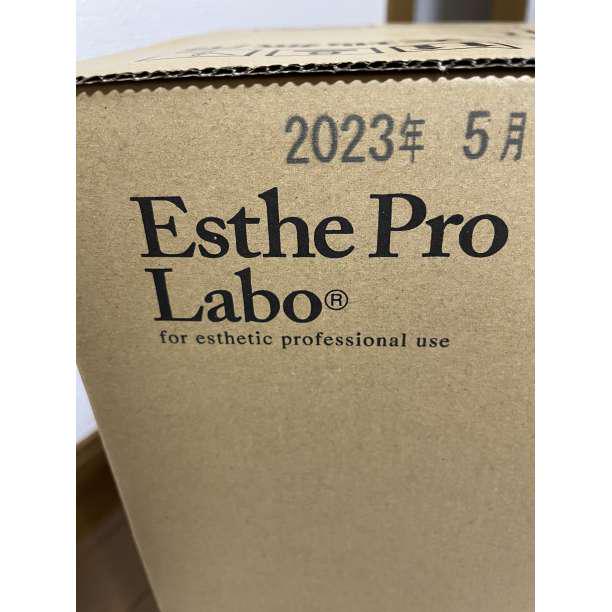 2023年 5月
Esthe Pro
Labo®
for esthetic professional use